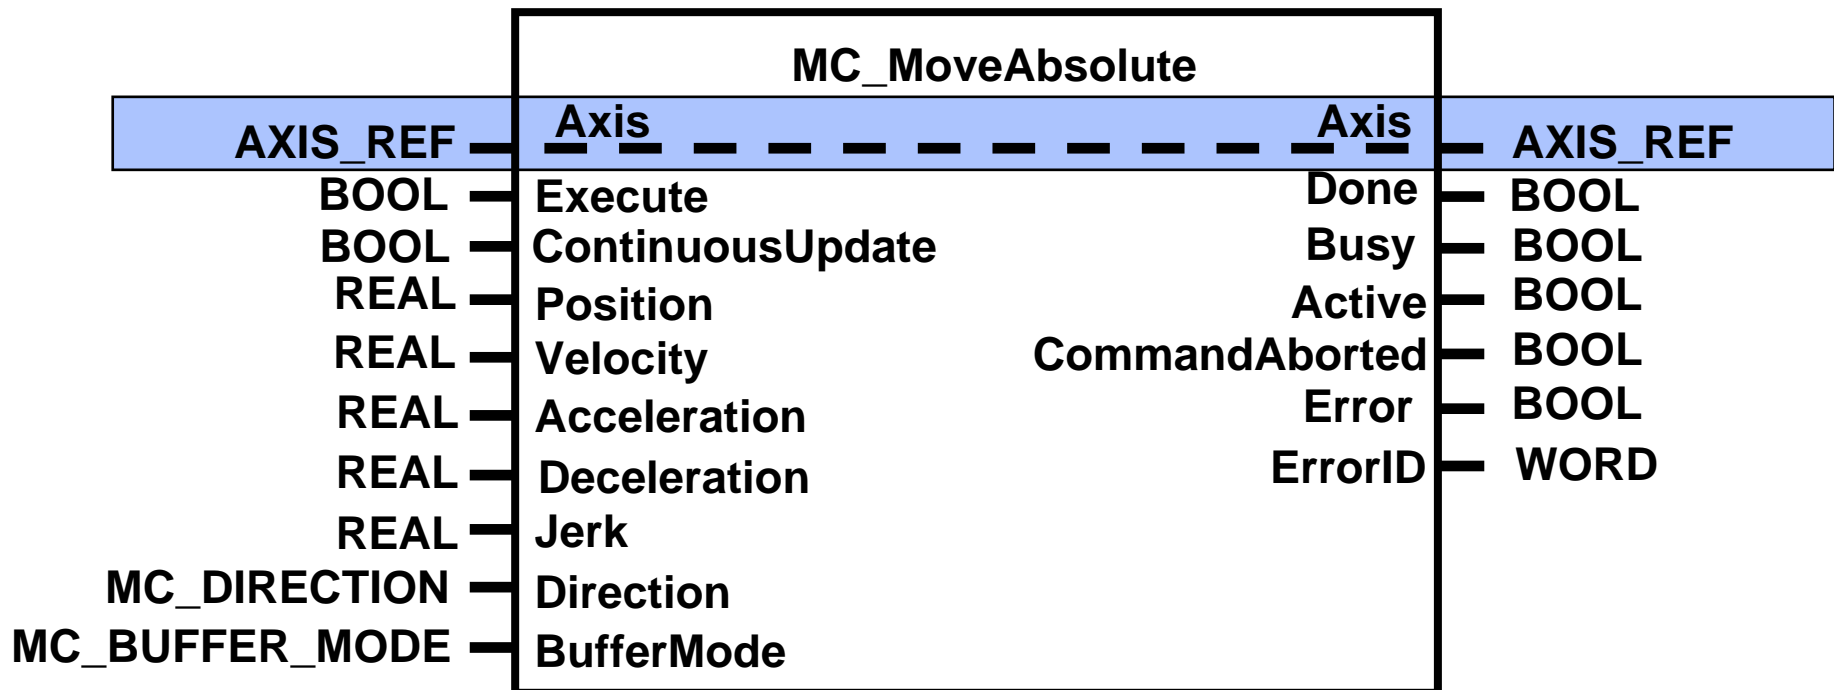 MC_MoveAbsolute
AXIS_REF Axis Axis AXIS_REF
BOOL Execute Done BOOL
BOOL ContinuousUpdate Busy BOOL
REAL Position Active BOOL
REAL Velocity CommandAborted BOOL
REAL Acceleration Error BOOL
REAL Deceleration ErrorID WORD
REAL Jerk
MC_DIRECTION Direction
MC_BUFFER_MODE BufferMode